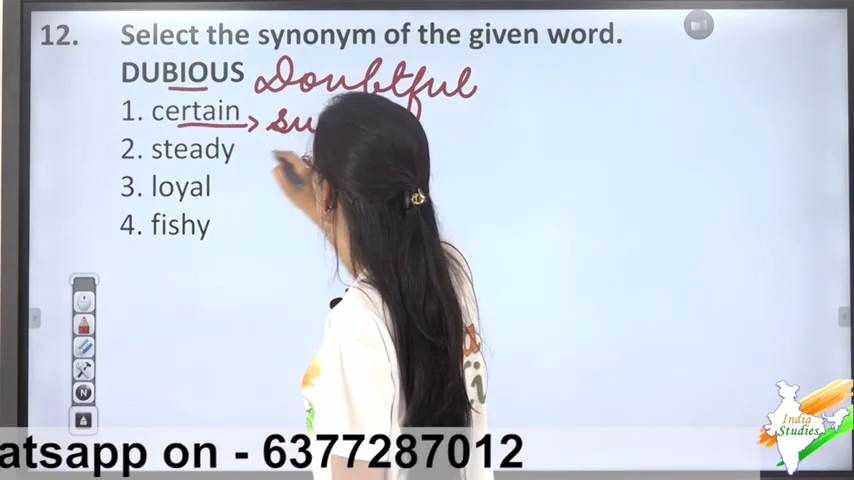 12. Select the synonym of the given word.
DUBIOUS Doubtful
1. certain
2. steady
3. loyal
4. fishy
N
India
Studies
atsapp on - 6377287012